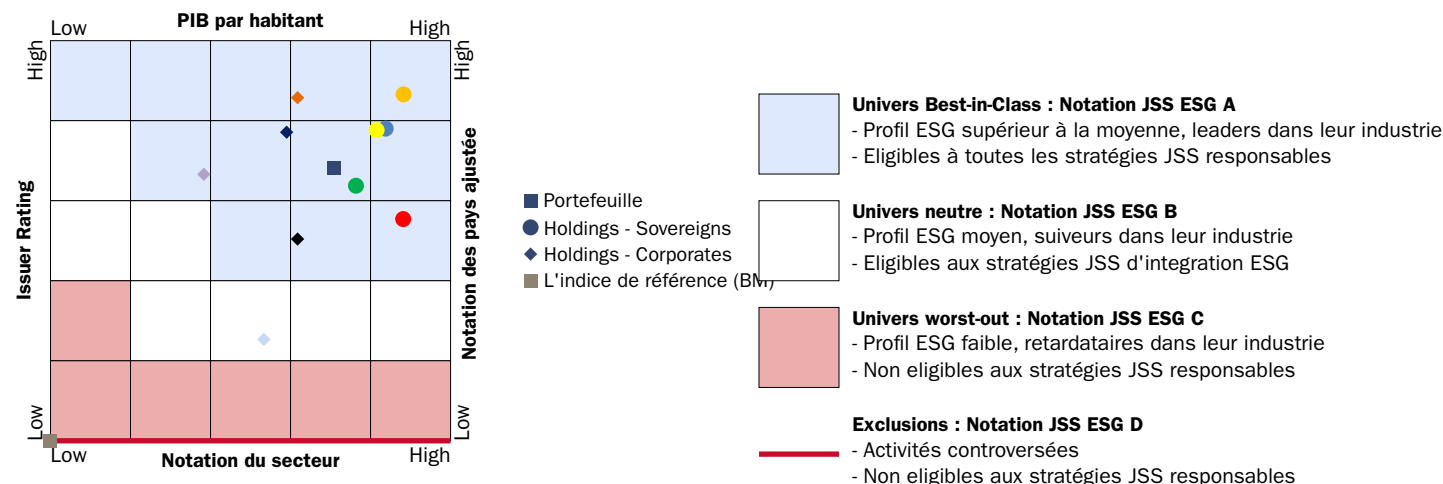 PIB par habitant
Low
High
High
High
Issuer Rating
Notation des pays ajustée
Low
Low
Low
High
Notation du secteur
Portefeuille
Holdings - Sovereigns
Holdings - Corporates
L'indice de référence (BM)
Univers Best-in-Class : Notation JSS ESG A
- Profil ESG supérieur à la moyenne, leaders dans leur industrie
- Eligibles à toutes les stratégies JSS responsables
Univers neutre : Notation JSS ESG B
- Profil ESG moyen, suiveurs dans leur industrie
- Eligibles aux stratégies JSS d'integration ESG
Univers worst-out : Notation JSS ESG C
- Profil ESG faible, retardataires dans leur industrie
- Non eligibles aux stratégies JSS responsables
Exclusions : Notation JSS ESG D
- Activités controversées
- Non eligibles aux stratégies JSS responsables